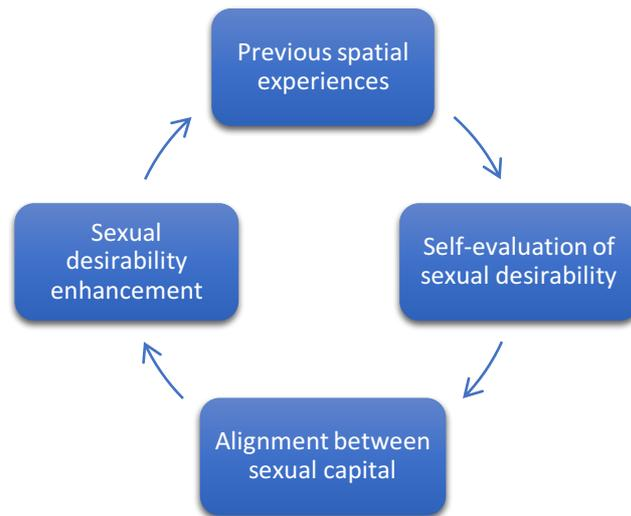 Previous spatial
experiences
Self-evaluation of
sexual desirability
Alignment between
sexual capital
Sexual
desirability
enhancement